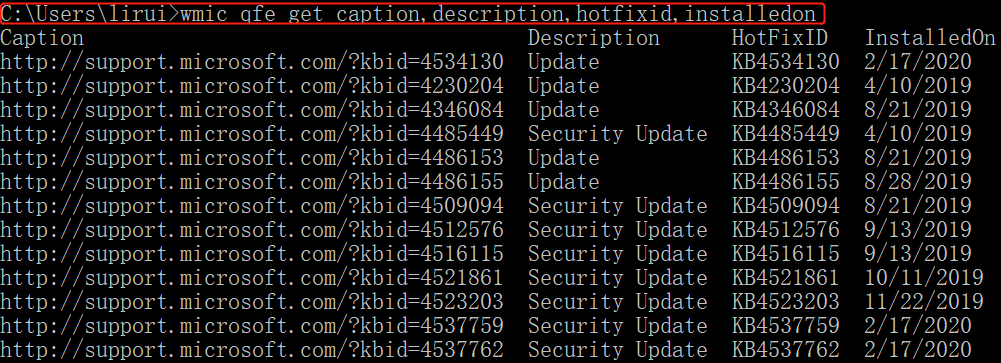 C:\Users\lirui>wmic qfe get caption,description,hotfixid,installedon
Caption Description HotFixID InstalledOn
http://support.microsoft.com/?kbid=4534130 Update KB4534130 2/17/2020
http://support.microsoft.com/?kbid=4230204 Update KB4230204 4/10/2019
http://support.microsoft.com/?kbid=4346084 Update KB4346084 8/21/2019
http://support.microsoft.com/?kbid=4485449 Security Update KB4485449 4/10/2019
http://support.microsoft.com/?kbid=4486153 Update KB4486153 8/21/2019
http://support.microsoft.com/?kbid=4486155 Update KB4486155 8/28/2019
http://support.microsoft.com/?kbid=4509094 Security Update KB4509094 8/21/2019
http://support.microsoft.com/?kbid=4512576 Security Update KB4512576 9/13/2019
http://support.microsoft.com/?kbid=4516115 Security Update KB4516115 9/13/2019
http://support.microsoft.com/?kbid=4521861 Security Update KB4521861 10/11/2019
http://support.microsoft.com/?kbid=4523203 Security Update KB4523203 11/22/2019
http://support.microsoft.com/?kbid=4537759 Security Update KB4537759 2/17/2020
http://support.microsoft.com/?kbid=4537762 Security Update KB4537762 2/17/2020